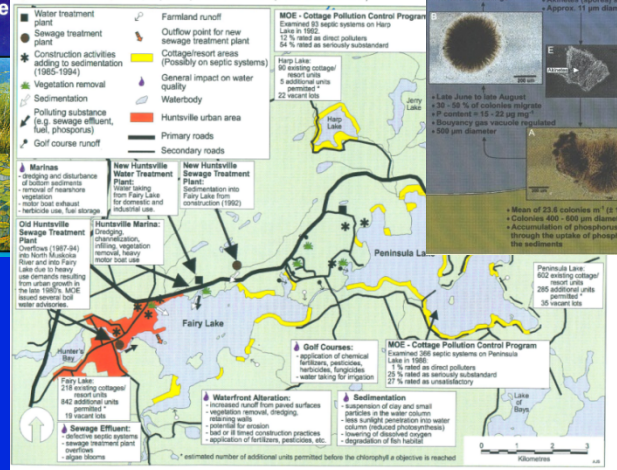 e
Water treatment
plant
Sewage treatment
plant
Construction activities
adding to sedimentation
(1985-1994)
Vegetation removal
Sedimentation
Polluting substance
(e.g. sewage effluent,
fuel, phosporus)
Golf course runoff
Farmland runoff
Outflow point for new
sewage treatment plant
Cottage/resort areas
(Possibly on septic systems)
General impact on water
quality
Waterbody
Huntsville urban area
Primary roads
Secondary roads
MOE - Cottage Pollution Control Program
Examined 93 septic systems on Harp
Lake in 1992.
12 % rated as direct polluters
54 % rated as seriously substandard
Harp Lake:
90 existing cottage/
resort units
5 additional units
permitted *
22 vacant lots
Harp
Lake
Jerry
Lake
Approx. 11 µm
B
E
Late June to late August
30 - 50 % of colonies migrate
P content = 15 - 22 µg mg
Bouyancy gas vacuole regulated
500 µm diameter
A
Mean of 23.6 colonies m
Colonies 400 - 600 µm
Accumulation of phosphorus
through the uptake of
the sediments
Marinas
- dredging and disturbance
of bottom sediments
- removal of nearshore
vegetation
- motor boat exhaust
- herbicide use, fuel storage
New Huntsville
Water Treatment
Plant:
Water taking
from Fairy Lake
for domestic and
industrial use.
New Huntsville
Sewage Treatment
Plant:
Sedimentation into
Fairy Lake from
construction (1992)
Old Huntsville
Sewage Treatment
Plant
Overflows (1987-94)
into North Muskoka
River and into Fairy
Lake due to heavy
use demands resulting
from urban growth in
the late 1980's. MOE
issued several boil
water advisories.
Huntsville Marina:
Dredging,
channelization,
infilling, vegetation
removal, heavy
motor boat use
Peninsula
Fairy Lake
Hunter's
Bay
Peninsula Lake:
602 existing cottage/
resort units
285 additional units
permitted *
35 vacant lots
Fairy Lake:
218 existing cottages/
resort units
842 additional units
permitted *
19 vacant lots
Golf Courses:
- application of chemical
fertilizers, pesticides,
herbicides, fungicides
- water taking for irrigation
MOE - Cottage Pollution Control Program
Examined 366 septic systems on Peninsula
Lake in 1986:
1 % rated as direct polluters
25 % rated as seriously substandard
27 % rated as unsatisfactory
Sewage Effluent:
- defective septic systems
- sewage treatment plant
overflows
- algae blooms
Waterfront Alteration:
- increased runoff from paved surfaces
- vegetation removal, dredging,
retaining walls
- potential for erosion
- bad or ill timed construction practices
- application of fertilizers, pesticides, etc.
Sedimentation
- suspension of clay and small
particles in the water column
- less sunlight penetration into water
column (reduced photosynthesis)
- lowering of dissolved oxygen
- degradation of fish habitat
Lake
of
Bays
* estimated number of additional units permitted before the chlorophyll a objective is reached
0 1 2 3
Kilometres